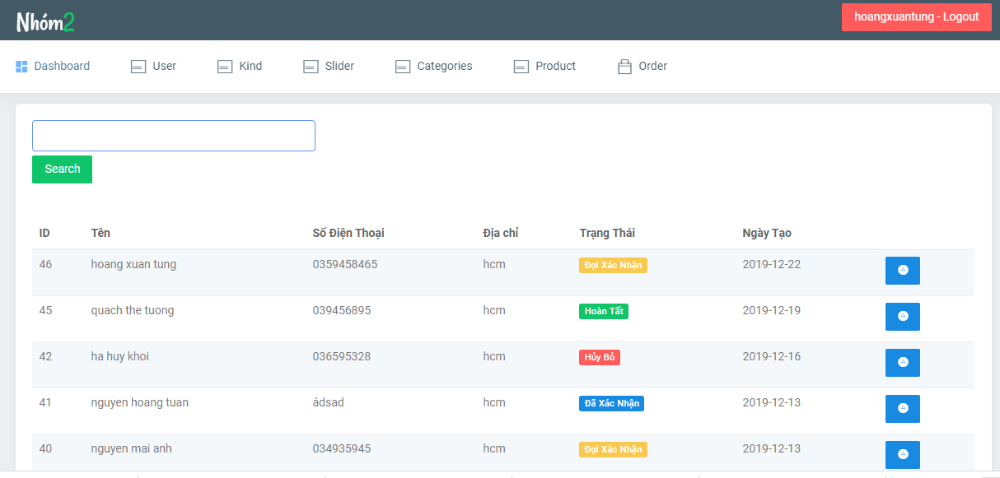 Nhóm2
hoangxuantung - Logout
Dashboard User Kind Slider Categories Product Order
Search
ID Tên Số Điện Thoại Địa chỉ Trạng Thái Ngày Tạo
46 hoang xuan tung 0359458465 hcm Đợi Xác Nhận 2019-12-22
45 quach the tuong 039456895 hcm Hoàn Tất 2019-12-19
42 ha huy khoi 036595328 hcm Hủy Bỏ 2019-12-16
41 nguyen hoang tuan ádsad hcm Đã Xác Nhận 2019-12-13
40 nguyen mai anh 034935945 hcm Đợi Xác Nhận 2019-12-13